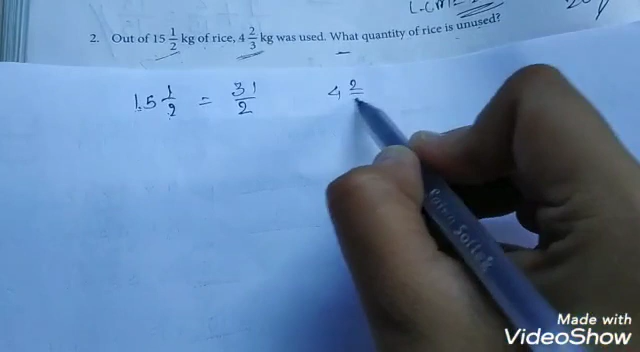 L.C.M =
2. Out of 15 1/2 kg of rice, 4 2/3 kg was used. What quantity of rice is unused?
15 1/2 = 31/2 4 2
Softek
Made with
VideoShow